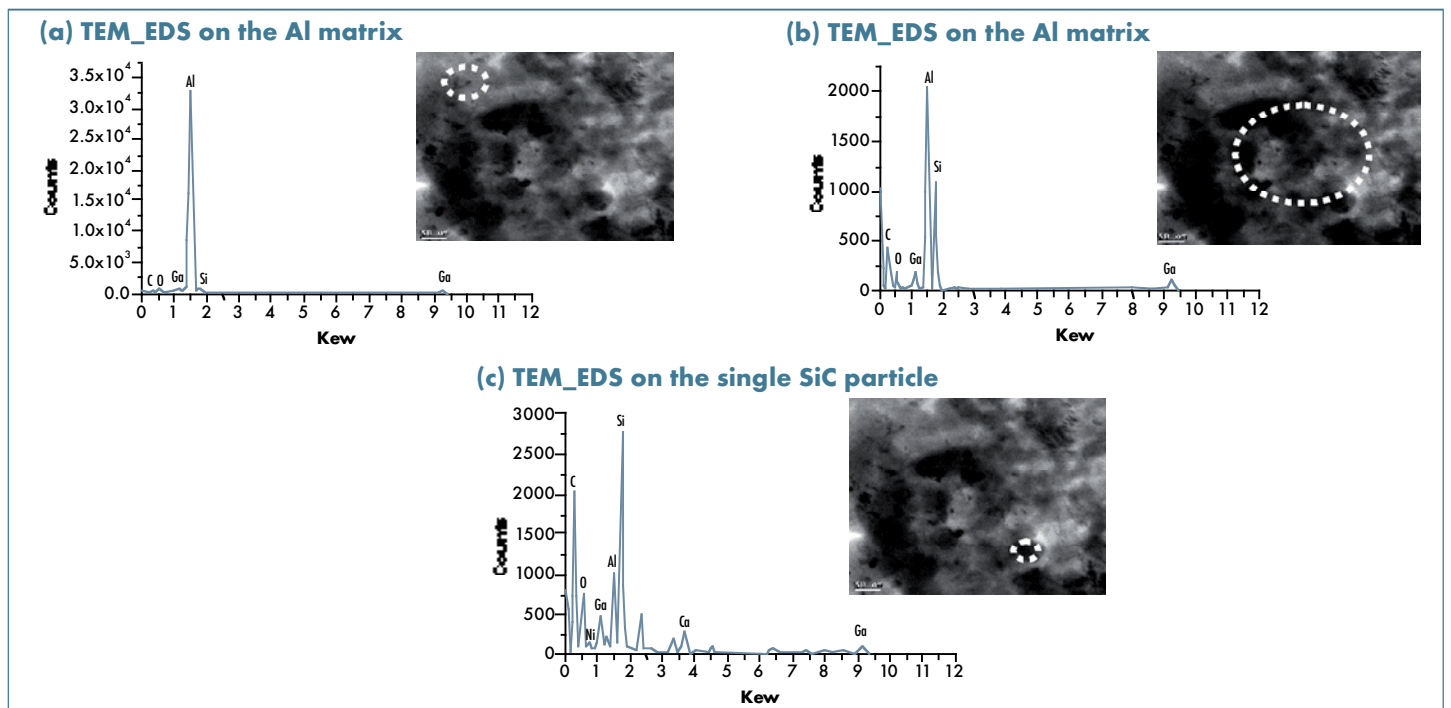 (a) TEM_EDS on the Al matrix
3.5x10⁴
3.0x10⁴
2.5x10⁴
2.0x10⁴
1.5x10⁴
1.0x10⁴
5.0x10³
0.0
Counts
Al
C O Ga Si Ga
0 1 2 3 4 5 6 7 8 9 10 11 12
Kew
(b) TEM_EDS on the Al matrix
2000
1500
1000
500
0
Counts
Al
Si
C
O Ga Ga
0 1 2 3 4 5 6 7 8 9 10 11 12
Kew
(c) TEM_EDS on the single SiC particle
3000
2500
2000
1500
1000
500
0
Counts
Si
C
Al
O
Ga
Ni Ca Ga
0 1 2 3 4 5 6 7 8 9 10 11 12
Kew